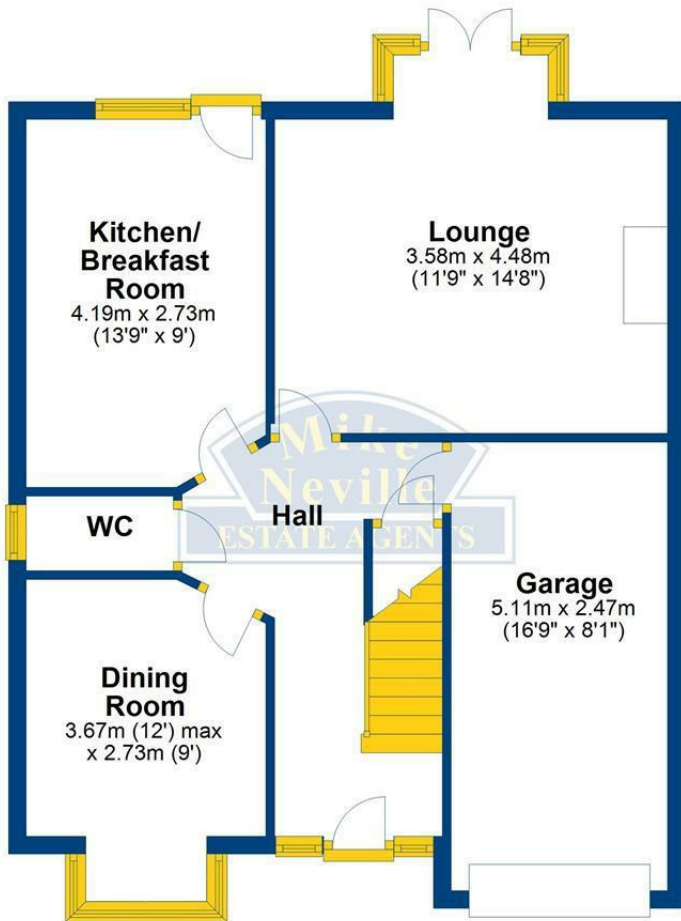 Kitchen/
Breakfast
Room
4.19m x 2.73m
(13'9" x 9')
Lounge
3.58m x 4.48m
(11'9" x 14'8")
Mike
Neville
ESTATE AGENTS
WC
Hall
Garage
5.11m x 2.47m
(16'9" x 8'1")
Dining
Room
3.67m (12') max
x 2.73m (9')